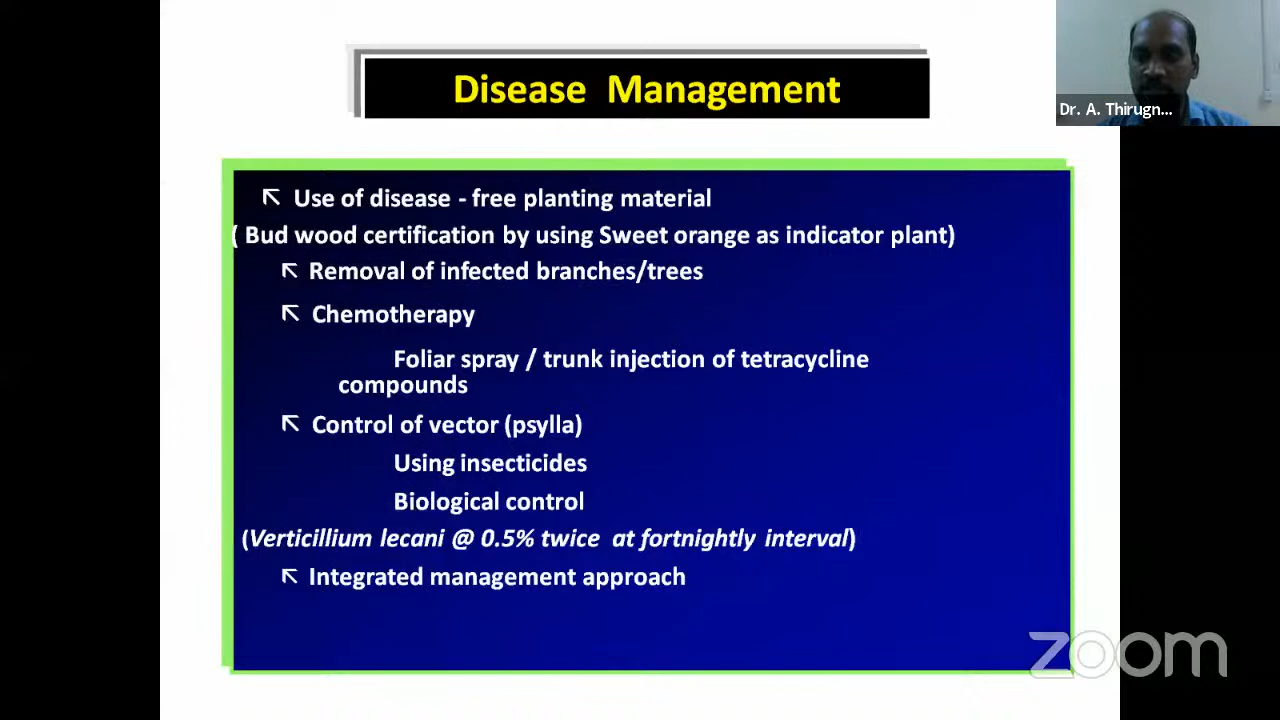 Disease Management
Dr. A. Thirugn...
Use of disease - free planting material
( Bud wood certification by using Sweet orange as indicator plant)
Removal of infected branches/trees
Chemotherapy
Foliar spray / trunk injection of tetracycline
compounds
Control of vector (psylla)
Using insecticides
Biological control
(Verticillium lecani @ 0.5% twice at fortnightly interval)
Integrated management approach
zoom